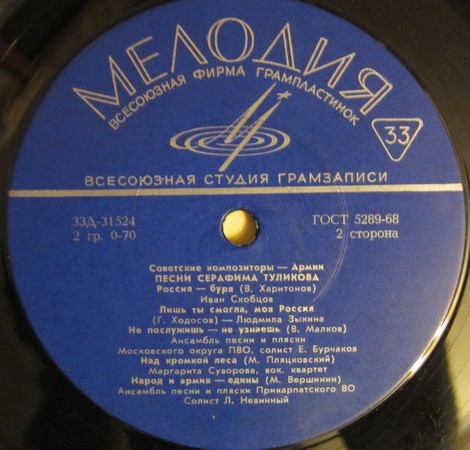 МЕЛОДИЯ
ВСЕСОЮЗНАЯ ФИРМА ГРАМПЛАСТИНОК
33
ВСЕСОЮЗНАЯ СТУДИЯ ГРАМЗАПИСИ
33Д-31524 ГОСТ 5289-68
2 гр. 0-70 2 сторона
Советские композиторы — Армии
ПЕСНИ СЕРАФИМА ТУЛИКОВА
Россия — буря (В. Харитонов)
Иван Скобцов
Лишь ты смогла, моя Россия
(Г. Ходосов) — Людмила Зыкина
Не послужишь — не узнаешь (В. Малков)
Ансамбль песни и пляски
Московского округа ПВО, солист Е. Бурчаков
Над кромкой леса (М. Пляцковский)
Маргарита Суворова, вок. квартет
Народ и армия — едины (М. Вершинин)
Ансамбль песни и пляски Прикарпатского ВО
Солист Л. Невинный